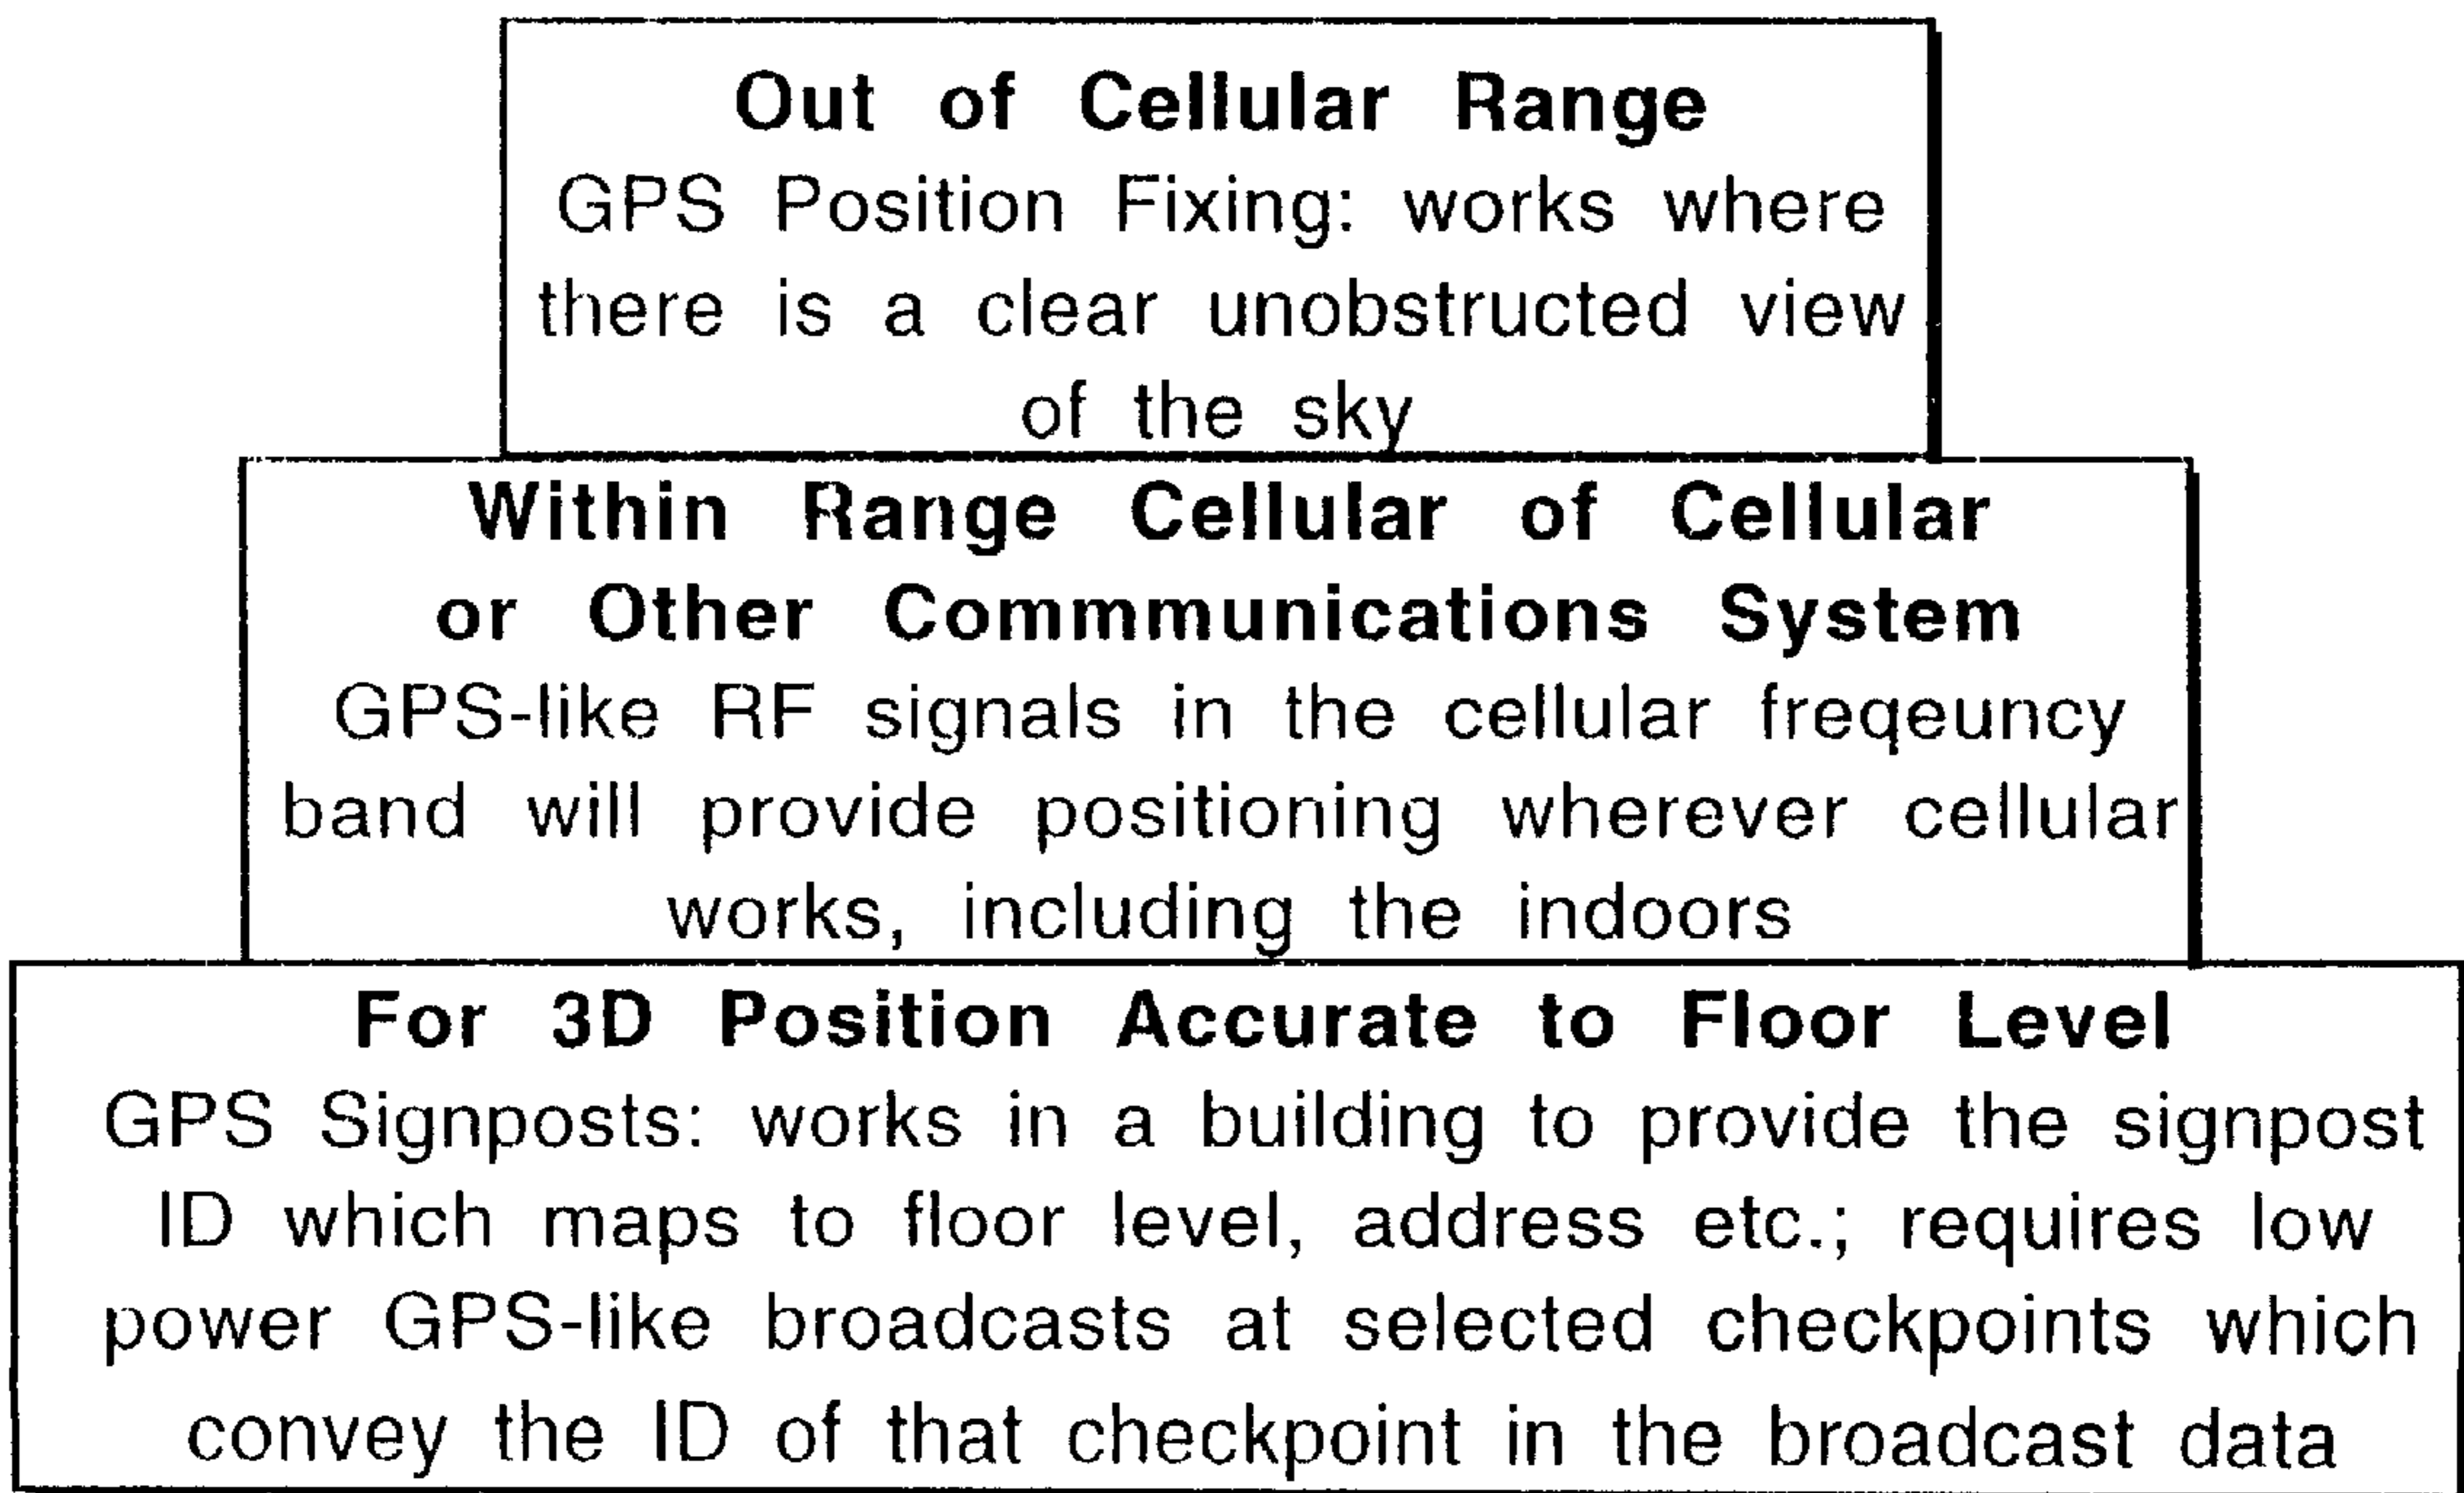 Out of Cellular Range
GPS Position Fixing: works where
there is a clear unobstructed view
of the sky
Within Range Cellular of Cellular
or Other Commmunications System
GPS-like RF signals in the cellular freqeuncy
band will provide positioning wherever cellular
works, including the indoors
For 3D Position Accurate to Floor Level
GPS Signposts: works in a building to provide the signpost
ID which maps to floor level, address etc.; requires low
power GPS-like broadcasts at selected checkpoints which
convey the ID of that checkpoint in the broadcast data